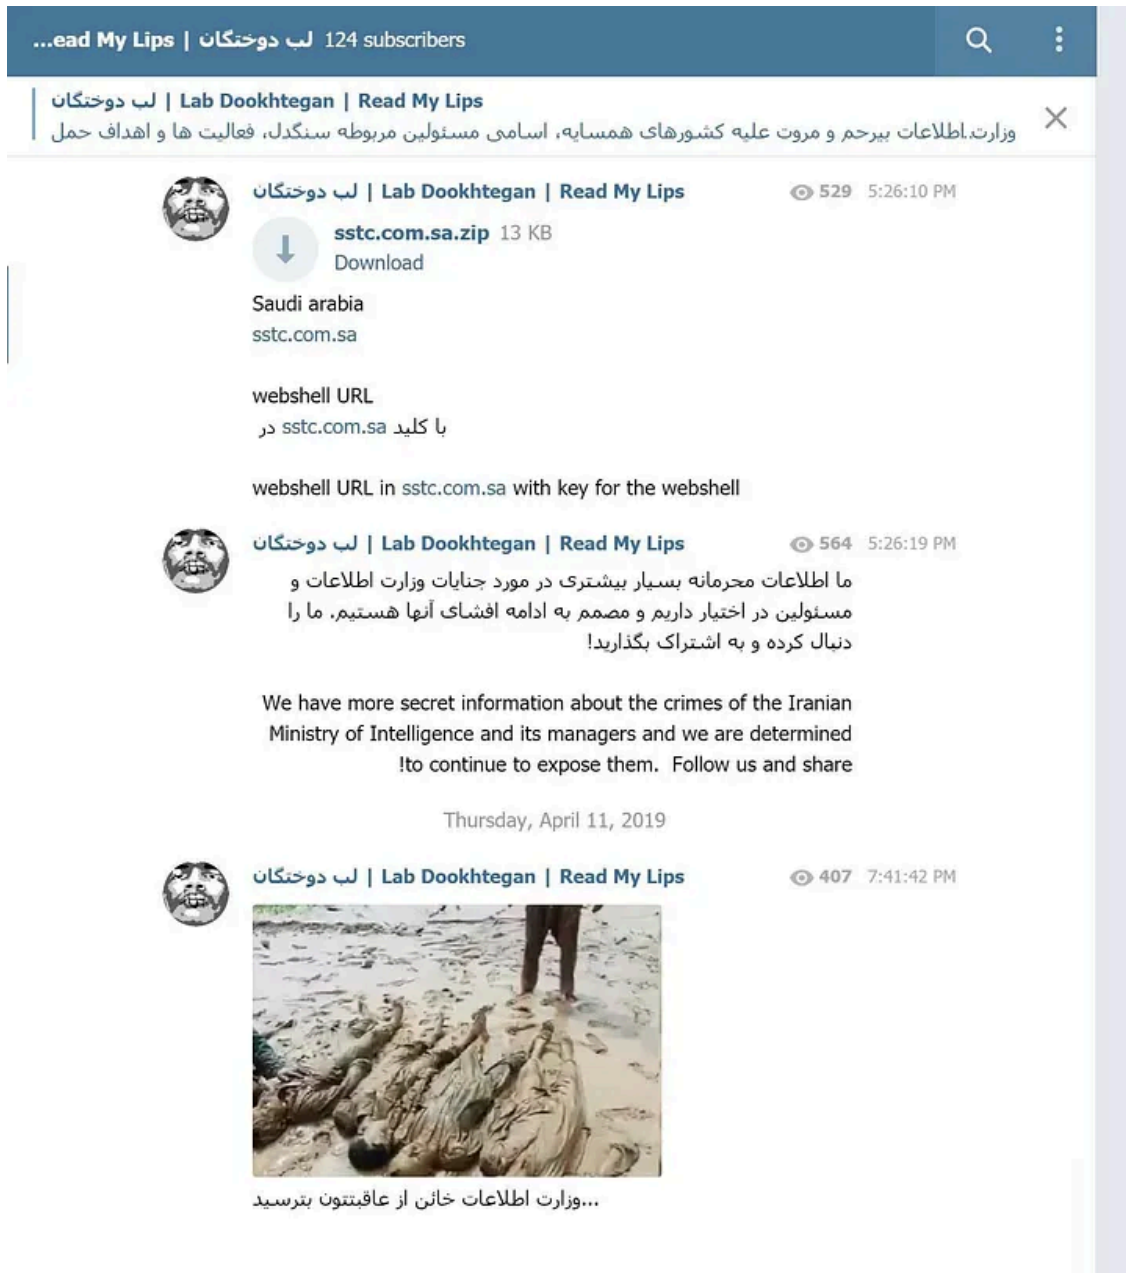 ...ead My Lips | لب دوختگان 124 subscribers
لب دوختگان | Lab Dookhtegan | Read My Lips
وزارت.اطلاعات بیرحم و مروت علیه کشورهای همسایه، اسامی مسئولین مربوطه سنگدل، فعالیت ها و اهداف حمل
لب دوختگان | Lab Dookhtegan | Read My Lips 529 5:26:10 PM
sstc.com.sa.zip 13 KB
Download
Saudi arabia
sstc.com.sa
webshell URL
با کلید sstc.com.sa در
webshell URL in sstc.com.sa with key for the webshell
لب دوختگان | Lab Dookhtegan | Read My Lips 564 5:26:19 PM
ما اطلاعات محرمانه بسیار بیشتری در مورد جنایات وزارت اطلاعات و
مسئولین در اختیار داریم و مصمم به ادامه افشای آنها هستیم. ما را
دنبال کرده و به اشتراک بگذارید!
We have more secret information about the crimes of the Iranian
Ministry of Intelligence and its managers and we are determined
!to continue to expose them. Follow us and share
Thursday, April 11, 2019
لب دوختگان | Lab Dookhtegan | Read My Lips 407 7:41:42 PM
وزارت اطلاعات خائن از عاقبتتون بترسید...